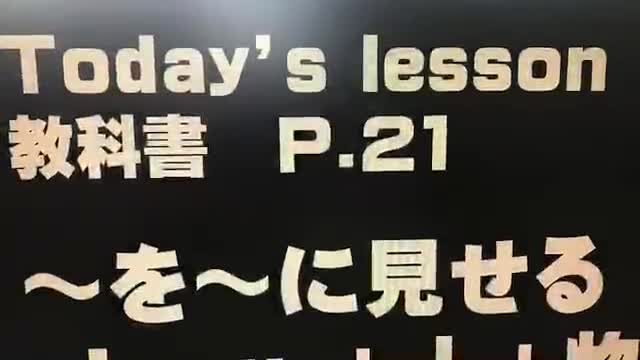 Today's lesson
教科書　P.21
～を～に見せる